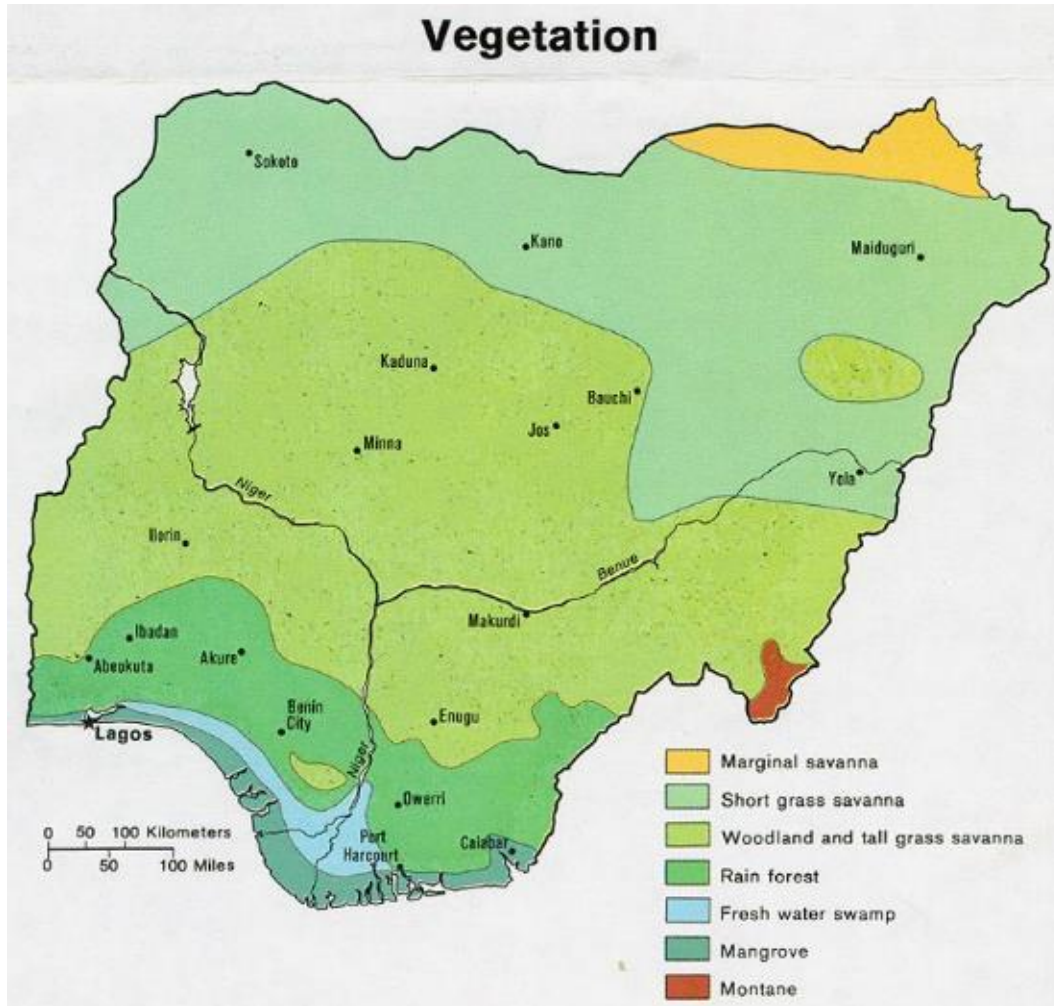 Vegetation
Sokoto
Kano
Maiduguri
Kaduna
Bauchi
Jos
Minna
Yola
Niger
Ilorin
Benue
Makurdi
Ibadan
Akure
Abeokuta
Benin
City
Enugu
Lagos
Niger
Owerri
Port
Harcourt
Calabar
0 50 100 Kilometers
0 50 100 Miles
Marginal savanna
Short grass savanna
Woodland and tall grass savanna
Rain forest
Fresh water swamp
Mangrove
Montane